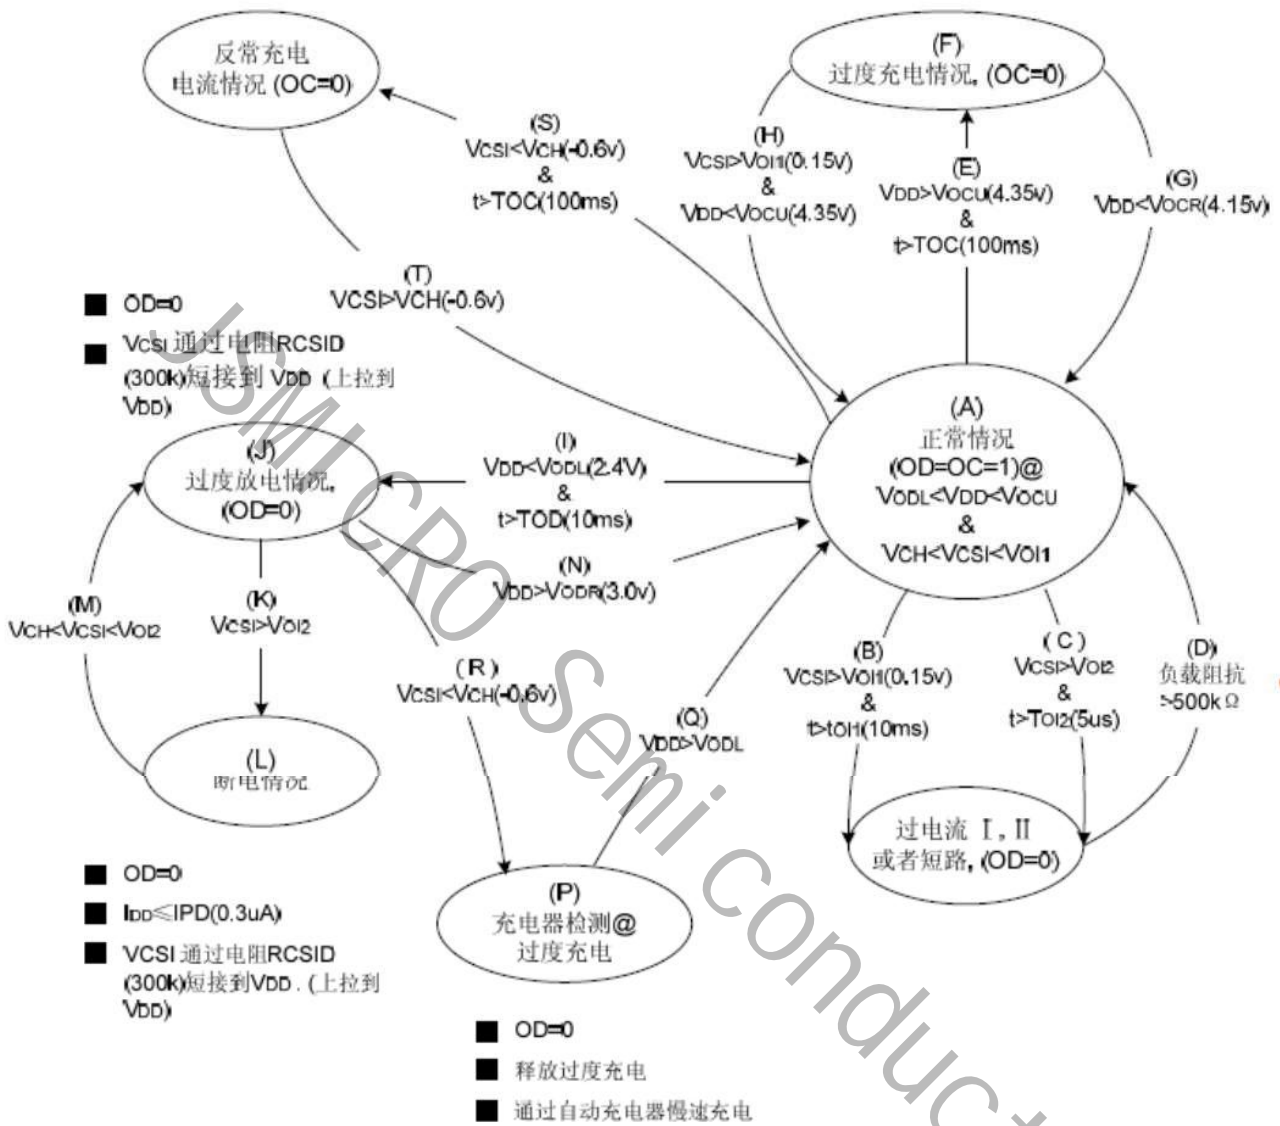 反常充电
电流情况 (OC=0)
(F)
过度充电情况, (OC=0)
(S)
VCSI<VCH(-0.6v)
&
t>TOC(100ms)
(H)
VCSI>VOI1(0.15v)
&
VDD<VOCU(4.35v)
(E)
VDD>VOCU(4.35v)
&
t>TOC(100ms)
(G)
VDD<VOCR(4.15v)
(T)
VCSI>VCH(-0.6v)
■ OD=0
■ VCSI 通过电阻RCSID
(300k)短接到 VDD (上拉到
VDD)
(A)
正常情况
(OD=OC=1)@
VODL<VDD<VOCU
&
VCH<VCSI<VOI1
(J)
过度放电情况,
(OD=0)
(I)
VDD<VODL(2.4V)
&
t>TOD(10ms)
(N)
VDD>VODR(3.0v)
(M)
VCH<VCSI<VOI2
(K)
VCSI>VOI2
(R)
VCSI<VCH(-0.6v)
(Q)
VDD>VODL
(B)
VCSI>VOI1(0.15v)
&
t>tOI1(10ms)
(C)
VCSI>VOI2
&
t>TOI2(5us)
(D)
负载阻抗
>500kΩ
(L)
断电情况
过电流 I, II
或者短路, (OD=0)
■ OD=0
■ IDD≤IPD(0.3uA)
■ VCSI 通过电阻RCSID
(300k)短接到VDD . (上拉到
VDD)
(P)
充电器检测@
过度充电
■ OD=0
■ 释放过度充电
■ 通过自动充电器慢速充电
JSMICRO Semiconduct